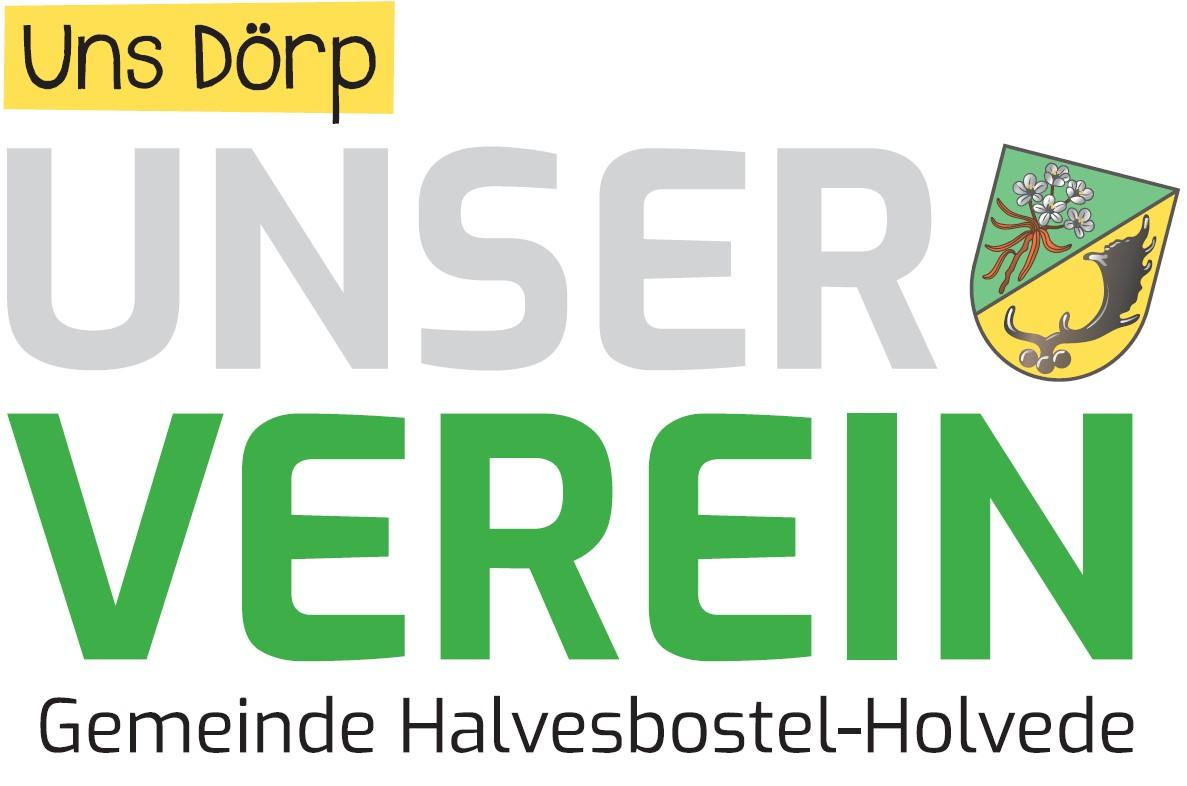 Uns Dörp
UNSER
VEREIN
Gemeinde Halvesbostel-Holvede